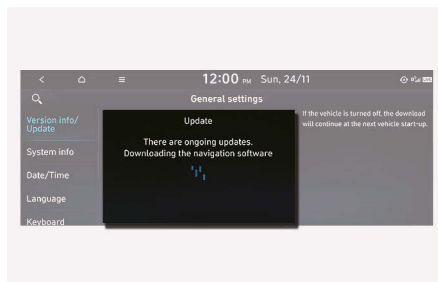 12:00 PM Sun, 24/11
General settings
Version info/
Update
System info
Date/Time
Language
Keyboard
Update
There are ongoing updates.
Downloading the navigation software
If the vehicle is turned off, the download
will continue at the next vehicle start-up.